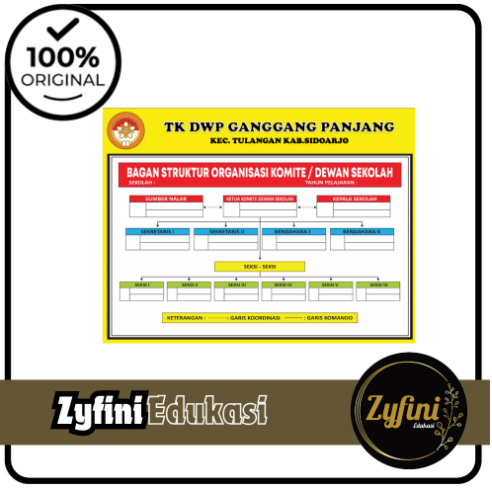 100%
ORIGINAL
TK DWP GANGGANG PANJANG
KEC. TULANGAN KAB.SIDOARJO
BAGAN STRUKTUR ORGANISASI KOMITE / DEWAN SEKOLAH
SEKOLAH : TAHUN PELAJARAN :
SUMBER NALAR KETUA KOMITE DEWAN SEKOLAH KEPALA SEKOLAH
SEKRETARIS I SEKRETARIS II BENDAHARA I BENDAHARA II
SEKSI - SEKSI
SEKSI I SEKSI II SEKSI III SEKSI IV SEKSI V SEKSI VI
KETERANGAN : ·········· : GARIS KOORDINASI ——— : GARIS KOMANDO
Zyfini Edukasi
Zyfini
Edukasi